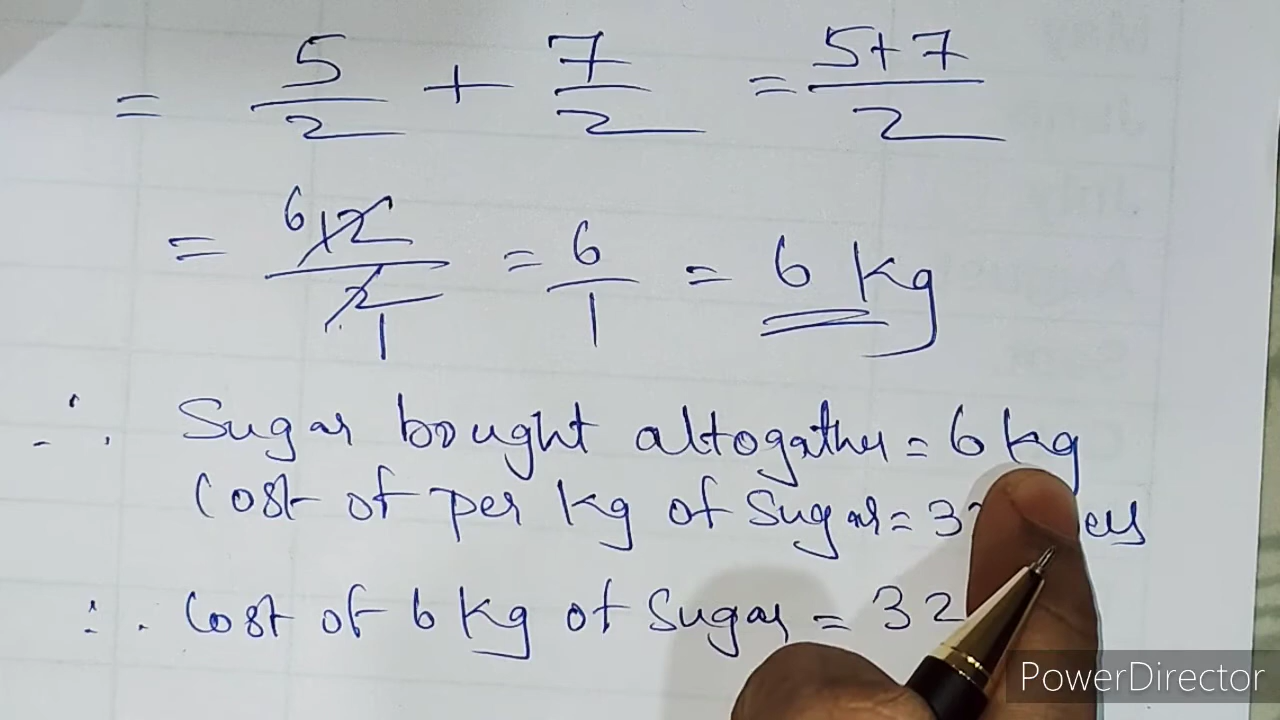 = 5/2 + 7/2 = 5+7/2
= 6 12/2 1 = 6/1 = 6 Kg
∴ Sugar bought altogather = 6 kg
Cost of per kg of Sugar = 3
∴ Cost of 6 Kg of Sugar = 32
PowerDirector